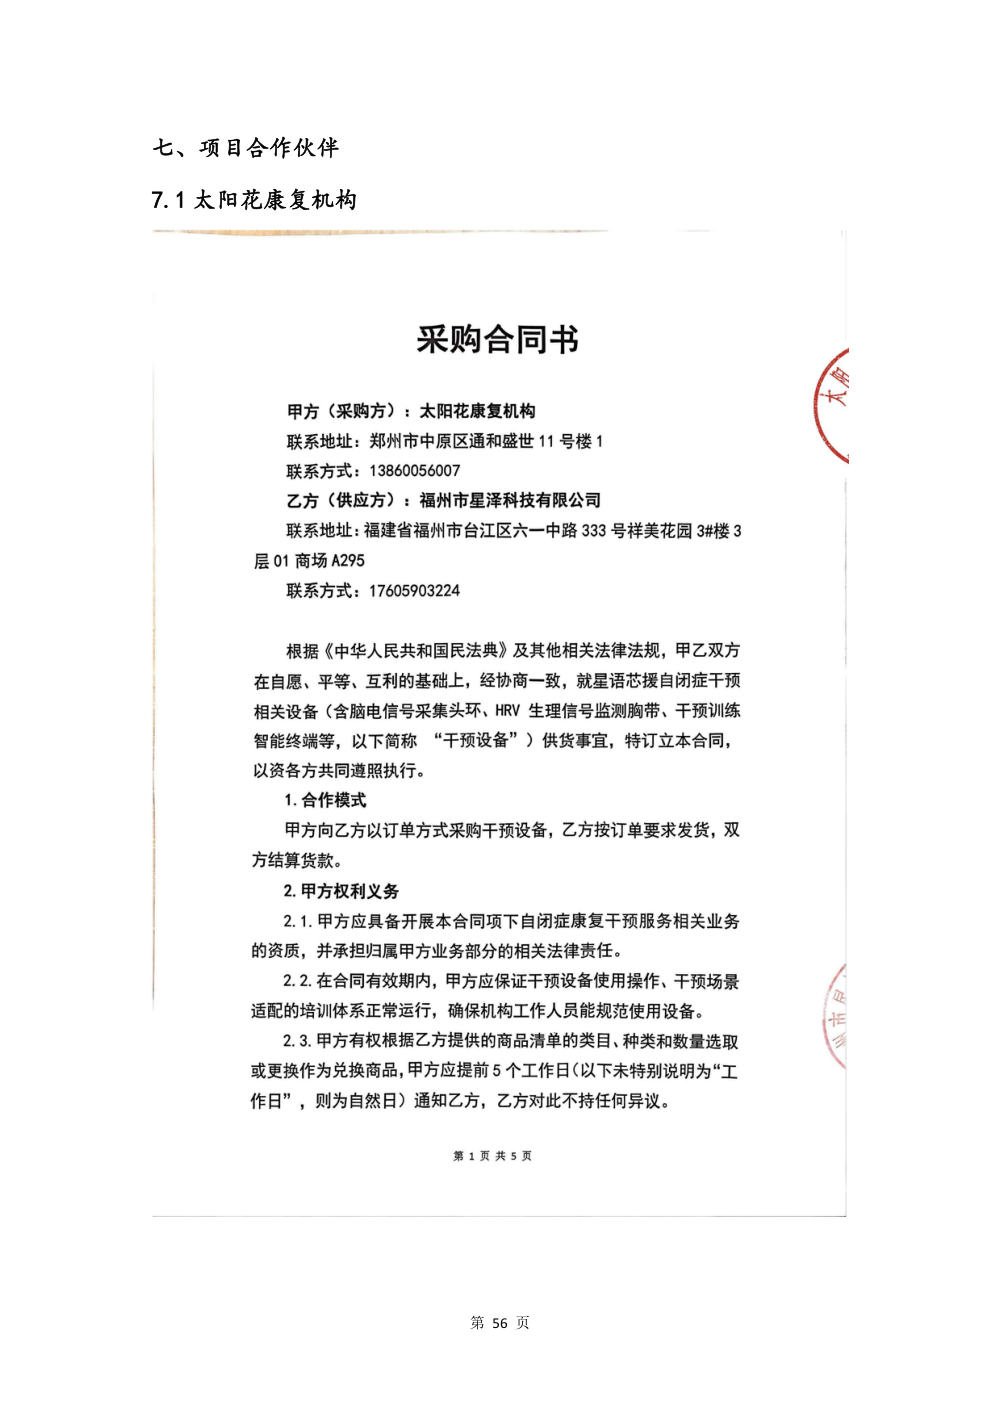 七、项目合作伙伴
7.1 太阳花康复机构
采购合同书
甲方（采购方）：太阳花康复机构
联系地址：郑州市中原区通和盛世 11 号楼 1
联系方式：13860056007
乙方（供应方）：福州市星泽科技有限公司
联系地址：福建省福州市台江区六一中路 333 号祥美花园 3#楼 3
层 01 商场 A295
联系方式：17605903224
根据《中华人民共和国民法典》及其他相关法律法规，甲乙双方
在自愿、平等、互利的基础上，经协商一致，就星语芯援自闭症干预
相关设备（含脑电信号采集头环、HRV 生理信号监测胸带、干预训练
智能终端等，以下简称 “干预设备”）供货事宜，特订立本合同，
以资各方共同遵照执行。
1.合作模式
甲方向乙方以订单方式采购干预设备，乙方按订单要求发货，双
方结算货款。
2.甲方权利义务
2.1.甲方应具备开展本合同项下自闭症康复干预服务相关业务
的资质，并承担归属甲方业务部分的相关法律责任。
2.2.在合同有效期内，甲方应保证干预设备使用操作、干预场景
适配的培训体系正常运行，确保机构工作人员能规范使用设备。
2.3.甲方有权根据乙方提供的商品清单的类目、种类和数量选取
或更换作为兑换商品，甲方应提前 5 个工作日（以下未特别说明为“工
作日”，则为自然日）通知乙方，乙方对此不持任何异议。
太阳
州市星
第 1 页 共 5 页
第 56 页